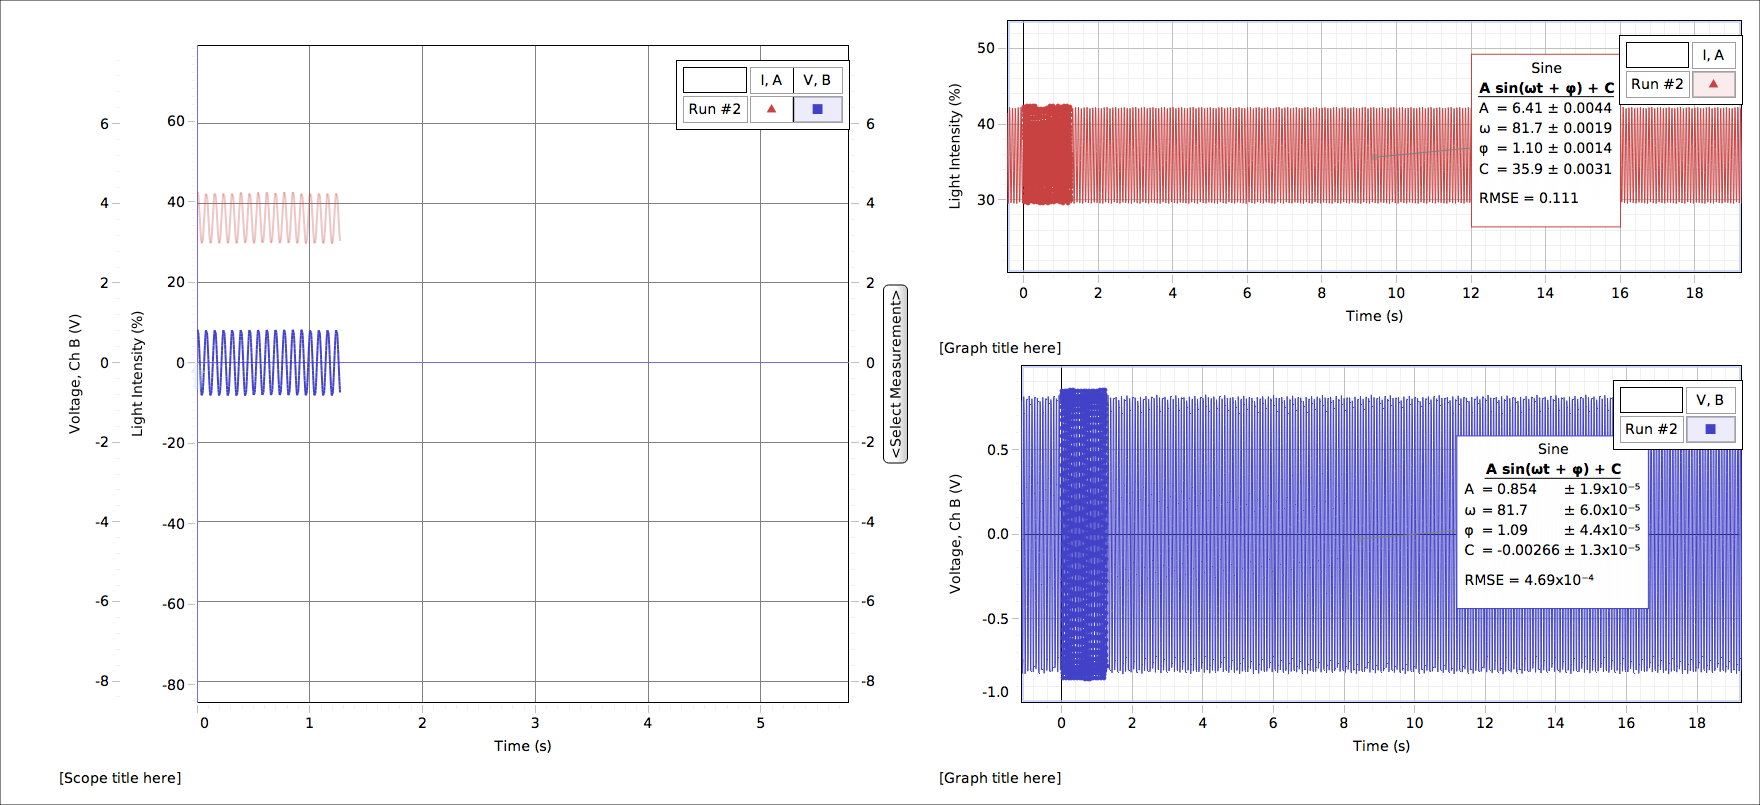 I, A V, B
Run #2
6
4
2
0
-2
-4
-6
-8
Voltage, Ch B (V)
60
40
20
0
-20
-40
-60
-80
Light Intensity (%)
6
4
2
0
-2
-4
-6
-8
<Select Measurement>
0 1 2 3 4 5
Time (s)
[Scope title here]
50
40
30
Light Intensity (%)
I, A
Run #2
Sine
A sin(ωt + φ) + C
A = 6.41 ± 0.0044
ω = 81.7 ± 0.0019
φ = 1.10 ± 0.0014
C = 35.9 ± 0.0031
RMSE = 0.111
0 2 4 6 8 10 12 14 16 18
Time (s)
[Graph title here]
0.5
0.0
-0.5
-1.0
Voltage, Ch B (V)
V, B
Run #2
Sine
A sin(ωt + φ) + C
A = 0.854 ± 1.9x10⁻⁵
ω = 81.7 ± 6.0x10⁻⁵
φ = 1.09 ± 4.4x10⁻⁵
C = -0.00266 ± 1.3x10⁻⁵
RMSE = 4.69x10⁻⁴
0 2 4 6 8 10 12 14 16 18
Time (s)
[Graph title here]